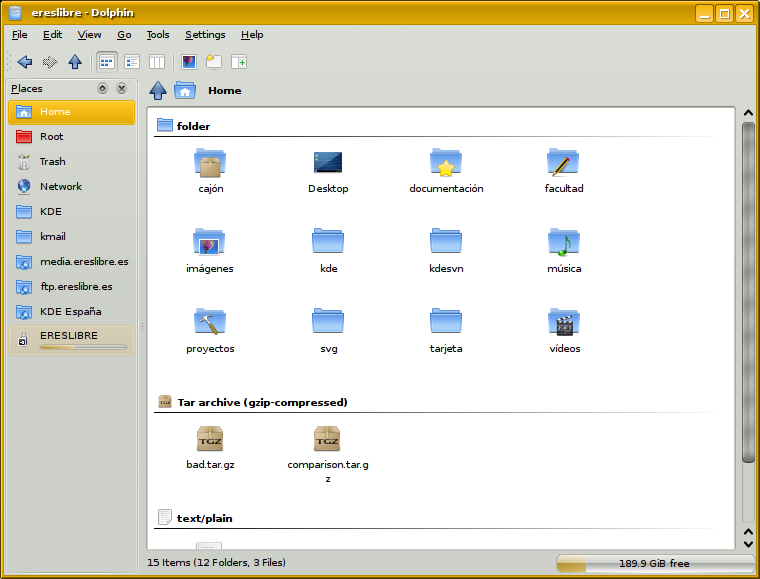 ereslibre - Dolphin
File Edit View Go Tools Settings Help
Places
Home
Home
Root
Trash
Network
KDE
kmail
media.ereslibre.es
ftp.ereslibre.es
KDE España
ERESLIBRE
folder
cajón Desktop documentación facultad
imágenes kde kdesvn música
proyectos svg tarjeta vídeos
Tar archive (gzip-compressed)
TGZ TGZ
bad.tar.gz comparison.tar.g
z
text/plain
15 Items (12 Folders, 3 Files) 189.9 GiB free